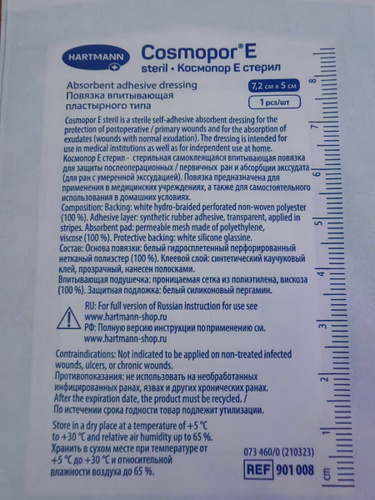 HARTMANN
Cosmopor®E
steril • Космопор Е стерил
Absorbent adhesive dressing
Повязка впитывающая
пластырного типа
7,2 см x 5 см
1 pcs/шт
Cosmopor E steril is a sterile self-adhesive absorbent dressing for the
protection of postoperative / primary wounds and for the absorption of
exudates (wounds with normal exudation). The dressing is intended for
use in medical institutions as well as for independent use at home.
Космопор Е стерил - стерильная самоклеящаяся впитывающая повязка
для защиты послеоперационных / первичных ран и абсорбции экссудата
(для ран с умеренной экссудацией). Повязка предназначена для
применения в медицинских учреждениях, а также для самостоятельного
использования в домашних условиях.
Composition: Backing: white hydro-braided perforated non-woven polyester
(100 %). Adhesive layer: synthetic rubber adhesive, transparent, applied in
stripes. Absorbent pad: permeable mesh made of polyethylene,
viscose (100 %). Protective backing: white silicone glassine.
Состав: Основа повязки: белый гидросплетенный перфорированный
нетканый полиэстер (100 %). Клеевой слой: синтетический каучуковый
клей, прозрачный, нанесен полосками.
Впитывающая подушечка: проницаемая сетка из полиэтилена, вискоза
(100 %). Защитная подложка: белый силиконовый пергамин.
RU: For full version of Russian instruction for use see
www.hartmann-shop.ru
РФ: Полную версию инструкции по применению см.
www.hartmann-shop.ru
Contraindications: Not indicated to be applied on non-treated infected
wounds, ulcers, or chronic wounds.
Противопоказания: не использовать на необработанных
инфицированных ранах, язвах и других хронических ранах.
After the expiration date, the product must be recycled. /
По истечении срока годности товар подлежит утилизации.
Store in a dry place at a temperature of +5 °C
to +30 °C and relative air humidity up to 65 %.
Хранить в сухом месте при температуре от
+5 °C до +30 °C и относительной
влажности воздуха до 65 %.
073 460/0 (210323)
REF 901 008
8
7
6
5
4
3
2
1
cm